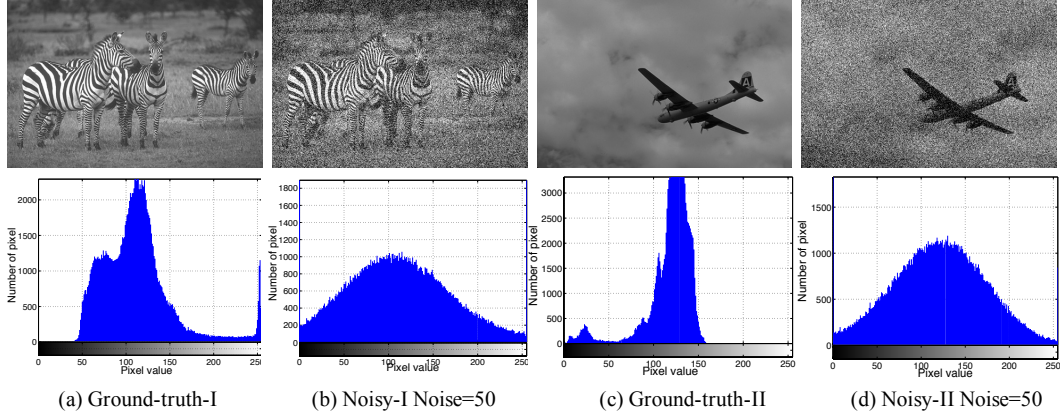 A
2000
1500
1000
500
0
Number of pixel
0 50 100 150 200 250
Pixel value
1800
1600
1400
1200
1000
800
600
400
200
0
Number of pixel
0 50 100 150 200 250
Pixel value
3000
2500
2000
1500
1000
500
0
Number of pixel
0 50 100 150 200 250
Pixel value
1500
1000
500
0
Number of pixel
0 50 100 150 200 250
Pixel value
(a) Ground-truth-I
(b) Noisy-I Noise=50
(c) Ground-truth-II
(d) Noisy-II Noise=50